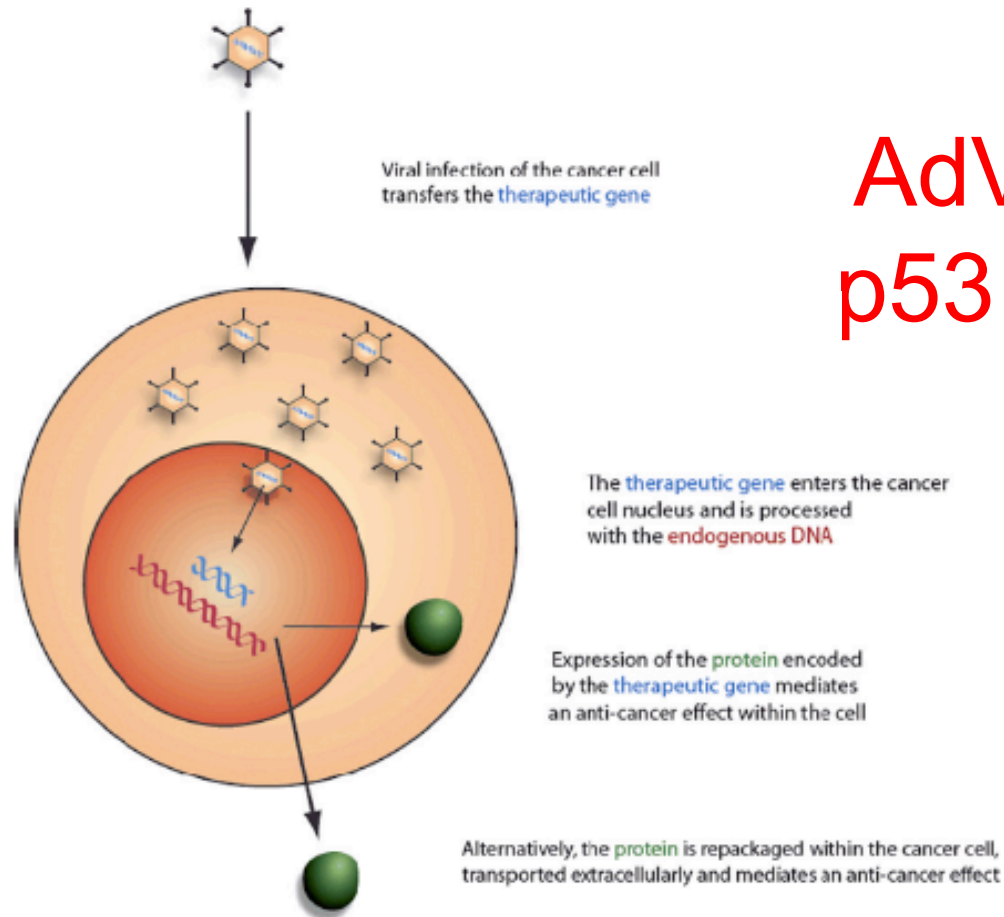 Viral infection of the cancer cell
transfers the therapeutic gene
AdV
p53
The therapeutic gene enters the cancer
cell nucleus and is processed
with the endogenous DNA
Expression of the protein encoded
by the therapeutic gene mediates
an anti-cancer effect within the cell
Alternatively, the protein is repackaged within the cancer cell,
transported extracellularly and mediates an anti-cancer effect